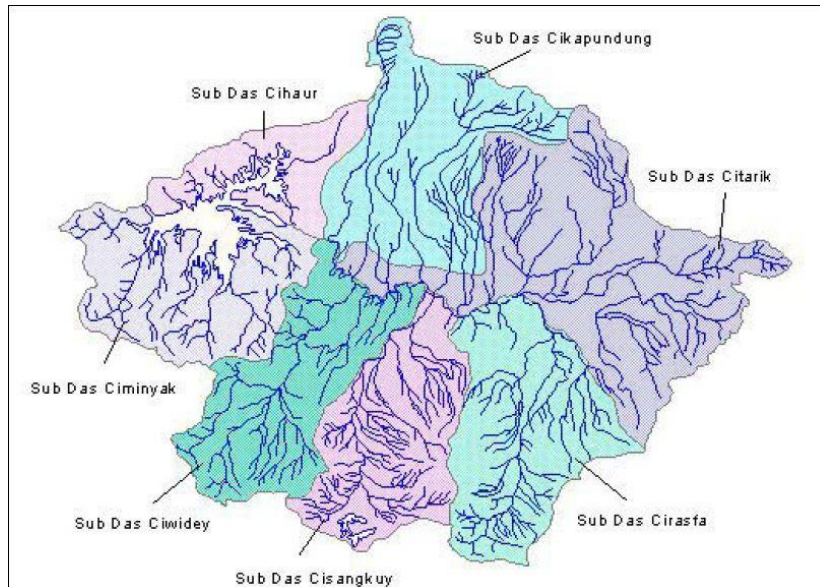 Sub Das Cikapundung
Sub Das Cihaur
Sub Das Citarik
Sub Das Ciminyak
Sub Das Ciwidey
Sub Das Cirasfa
Sub Das Cisangkuy